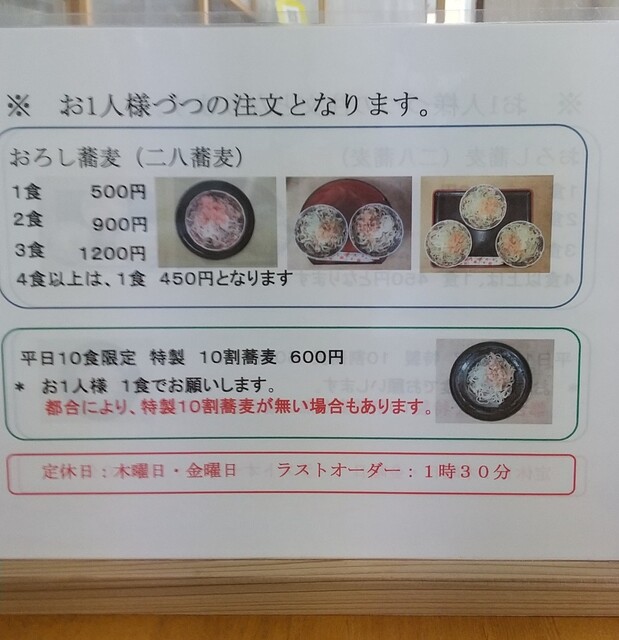 ※ お1人様づつの注文となります。
おろし蕎麦（二八蕎麦）
1食 500円
2食 900円
3食 1200円
4食以上は、1食 450円となります
平日10食限定 特製 10割蕎麦 600円
* お1人様 1食でお願いします。
都合により、特製10割蕎麦が無い場合もあります。
定休日：木曜日・金曜日 ラストオーダー：1時30分